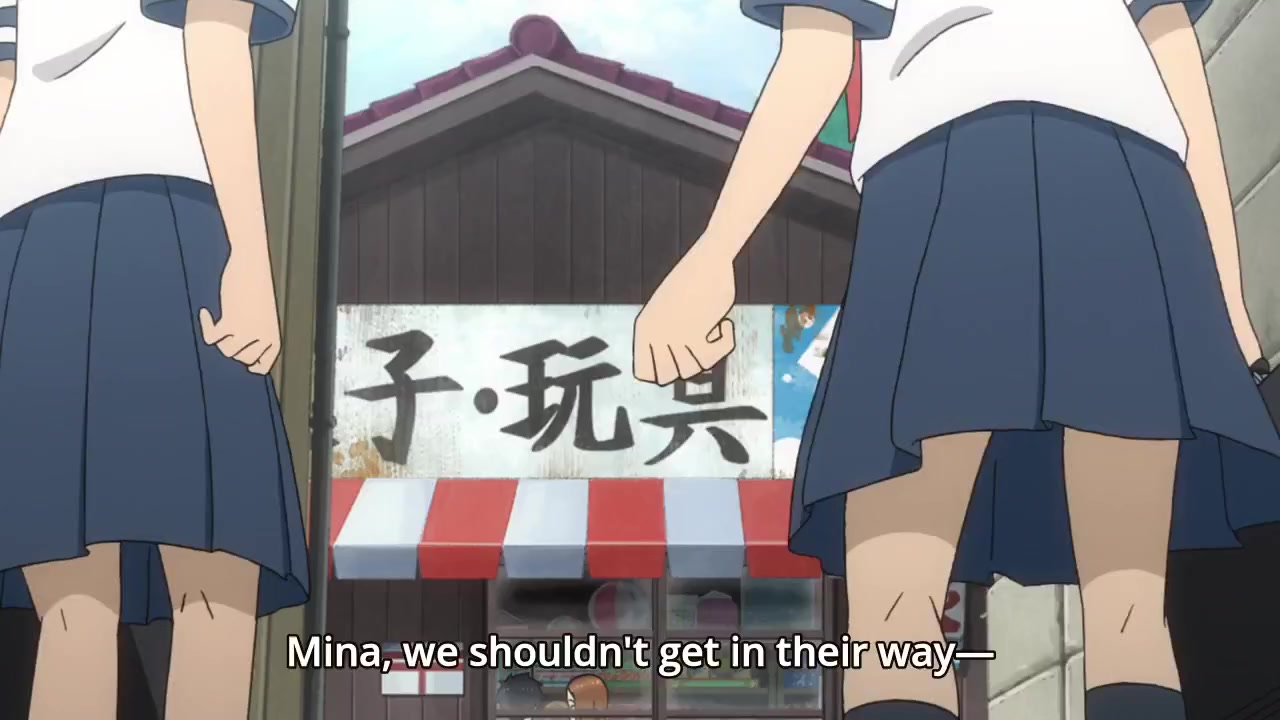 子・玩具
Mina, we shouldn't get in their way—